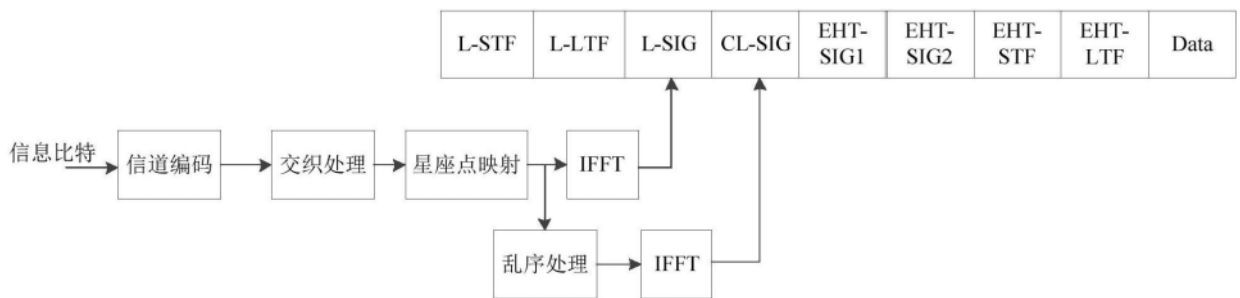 L-STF
L-LTF
L-SIG
CL-SIG
EHT-
SIG1
EHT-
SIG2
EHT-
STF
EHT-
LTF
Data
信息比特
信道编码
交织处理
星座点映射
IFFT
乱序处理
IFFT